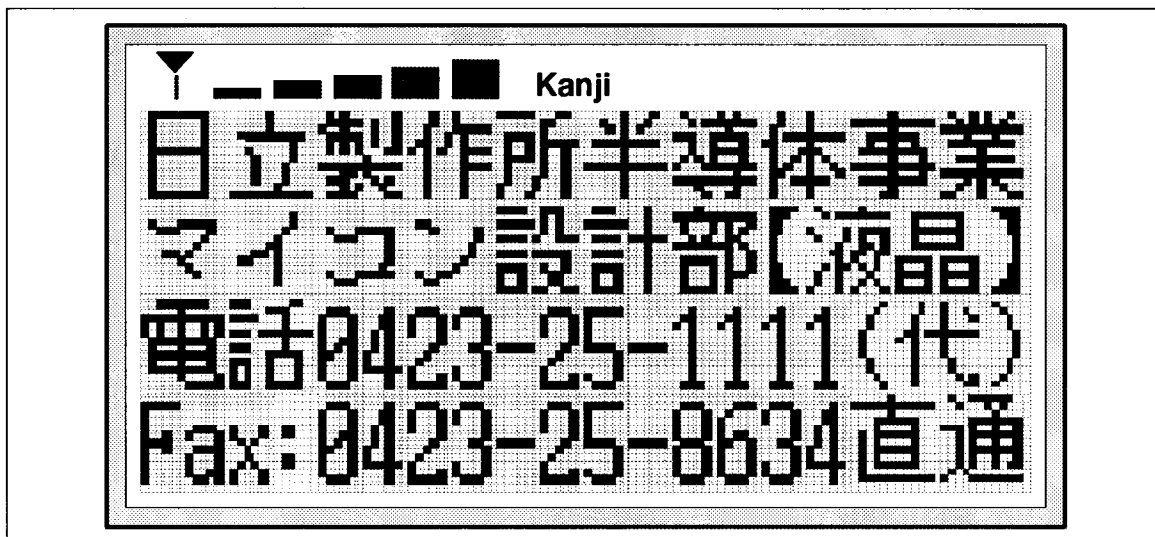 Kanji
日立製作所半導体事業
マイコン設計部【液晶】
電話0423-25-1111(代)
Fax:0423-25-8634直通